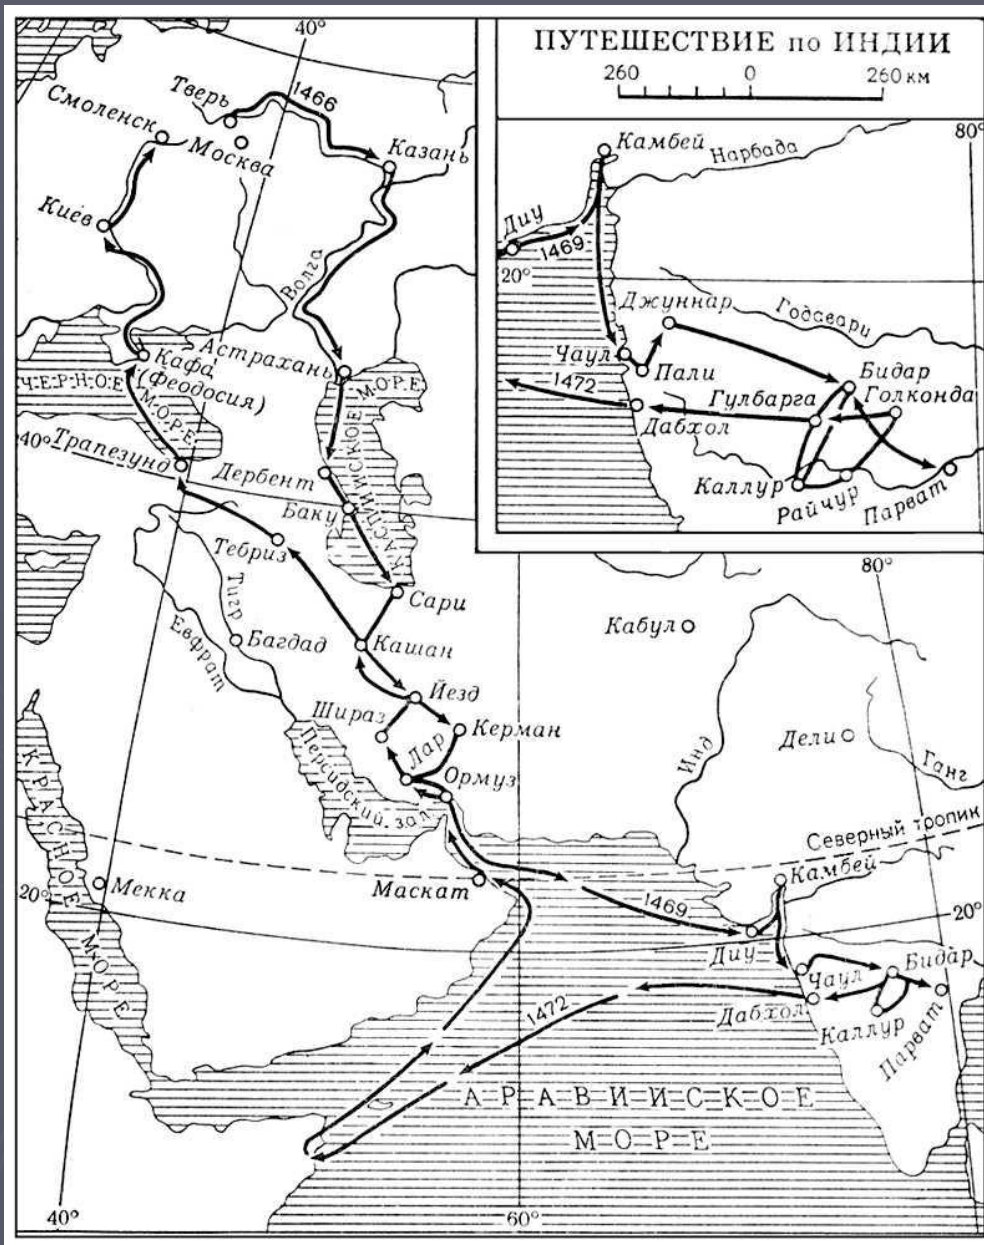 ПУТЕШЕСТВИЕ по ИНДИИ
260 0 260 км
80°
Камбей
Нарбада
Диу
1469
20°
Джуннар
Годавари
Чаул
Пали
Бидар
1472
Гулбарга
Голконда
Дабхол
Каллур
Райчур
Парват
40°
Тверь
1466
Смоленск
Москва
Казань
Киев
Волга
Астрахань
Кафа
(Феодосия)
ЧЕРНОЕ
МОРЕ
КАСПИЙСКОЕ МОРЕ
40°
Трапезунд
Дербент
Баку
Тебриз
Сари
Тигр
Евфрат
Багдад
Кашан
Йезд
Шираз
Керман
Лар
Ормуз
Персидский зал.
80°
Кабул
Инд
Дели
Ганг
Северный тропик
КРАСНОЕ МОРЕ
Мекка
20°
Маскат
Камбей
1469
20°
Диу
Чаул
Бидар
Дабхол
Каллур
Парват
1472
АРАВИЙСКОЕ
МОРЕ
40°
60°